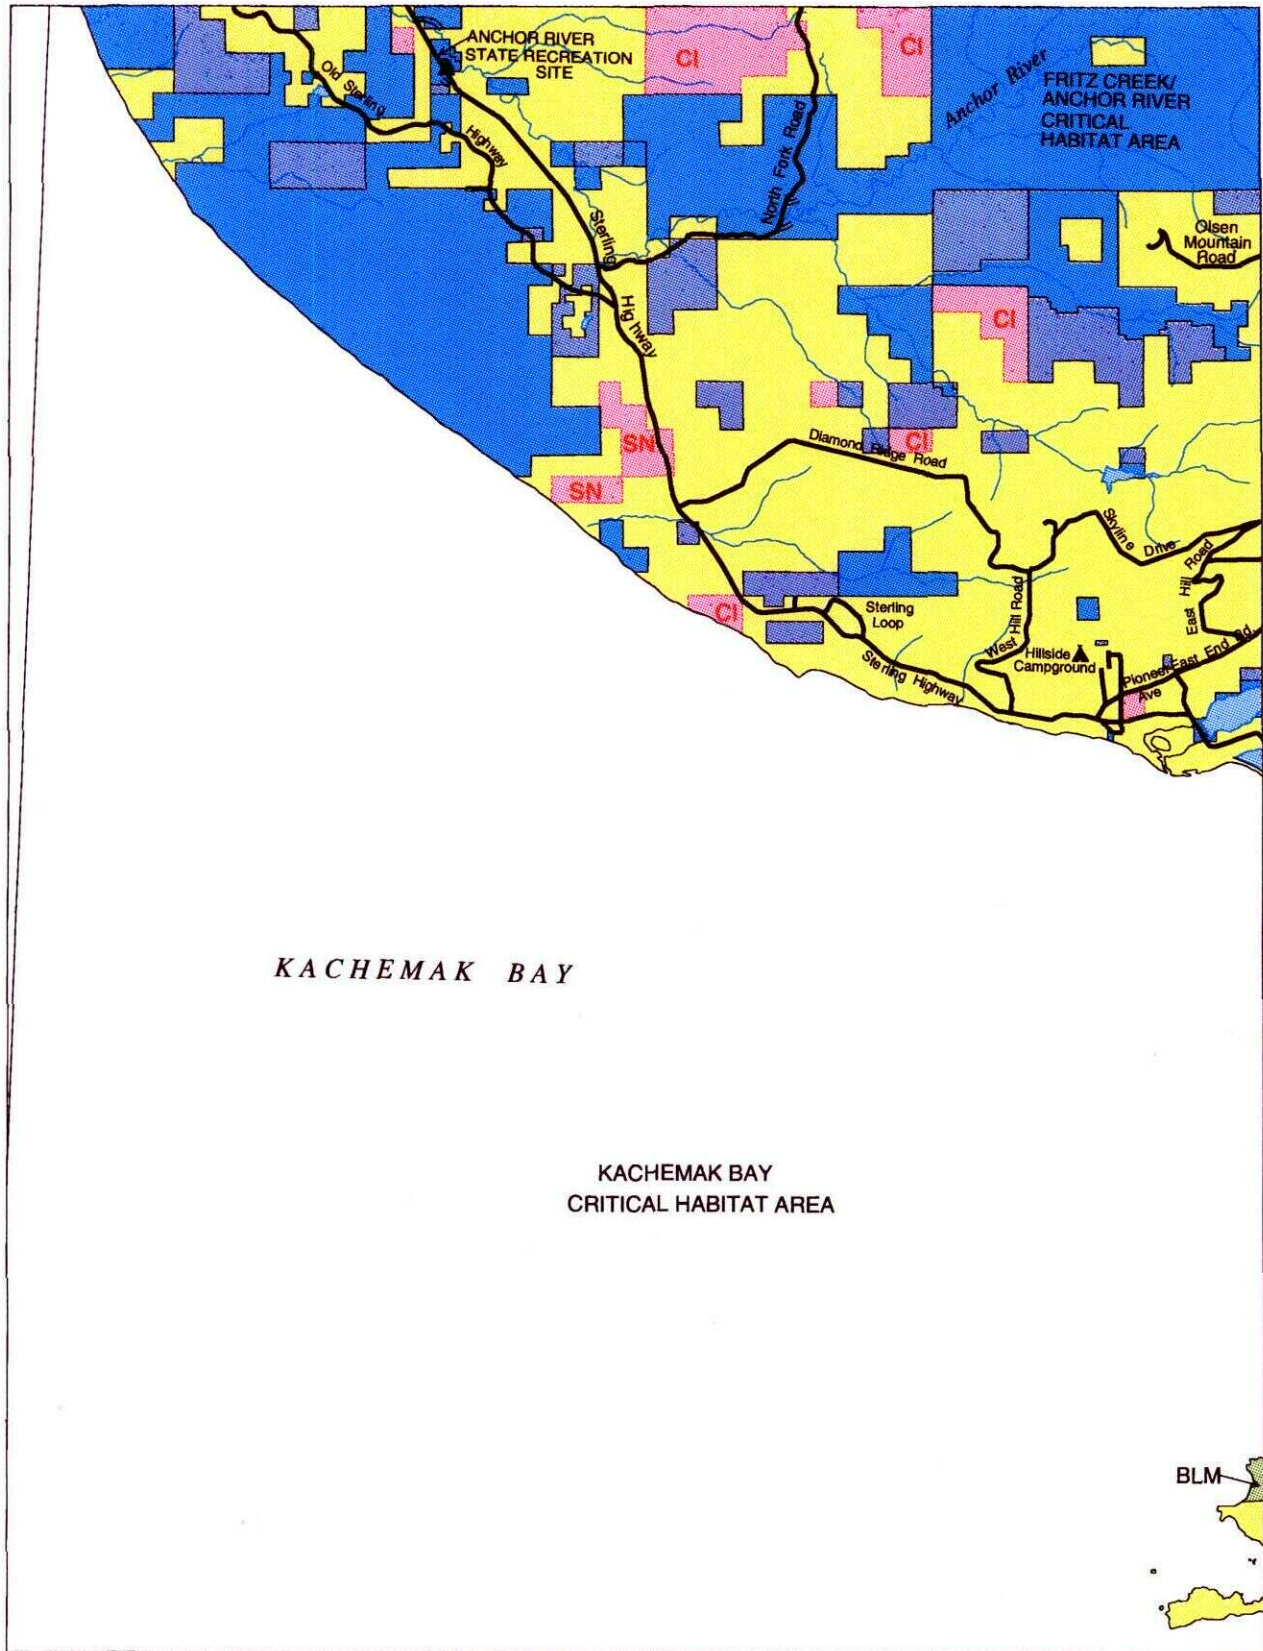 ANCHOR RIVER
STATE RECREATION
SITE
CI
CI
Anchor River
FRITZ CREEK/
ANCHOR RIVER
CRITICAL
HABITAT AREA
Old Sterling
Highway
North Fork Road
Sterling
Highway
Olsen
Mountain
Road
CI
SN
SN
CI
Diamond Ridge Road
Skyline Drive
East Hill Road
CI
Sterling
Loop
Sterling Highway
West Hill Road
Hillside
Campground
Pioneer
Ave
East End Rd.
KACHEMAK BAY
KACHEMAK BAY
CRITICAL HABITAT AREA
BLM